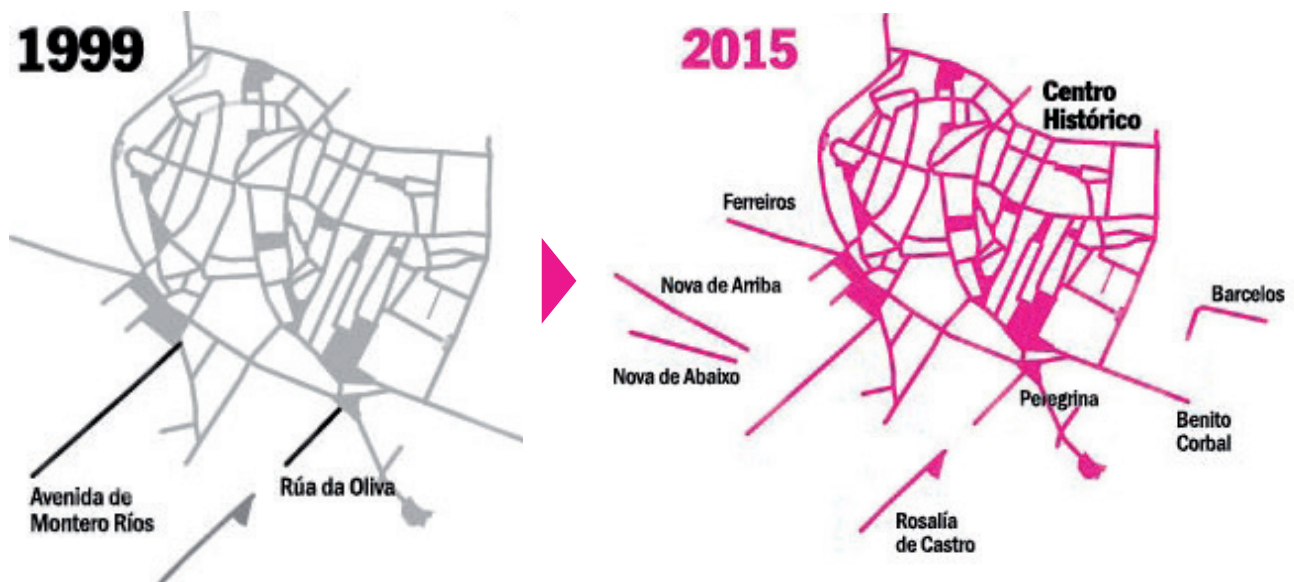 1999
Avenida de
Montero Ríos
Rúa da Oliva
2015
Centro
Histórico
Ferreiros
Nova de Arriba
Nova de Abaixo
Barcelos
Peregrina
Benito
Corbal
Rosalía
de Castro